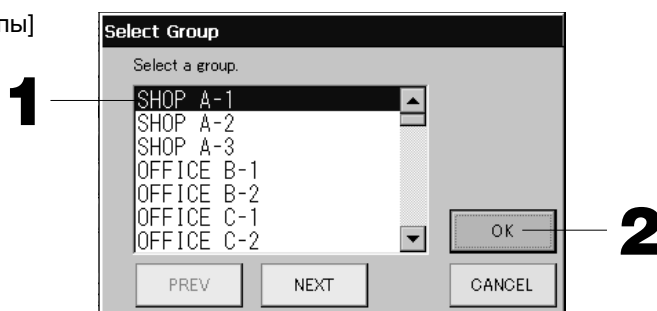 пы]
Select Group
Select a group.
1
SHOP A-1
SHOP A-2
SHOP A-3
OFFICE B-1
OFFICE B-2
OFFICE C-1
OFFICE C-2
OK
2
PREV
NEXT
CANCEL